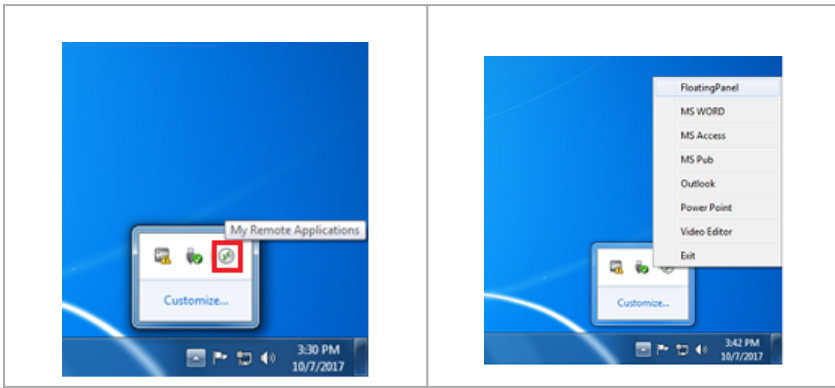 My Remote Applications
Customize...
3:30 PM
10/7/2017
FloatingPanel
MS WORD
MS Access
MS Pub
Outlook
Power Point
Video Editor
Exit
Customize...
3:42 PM
10/7/2017